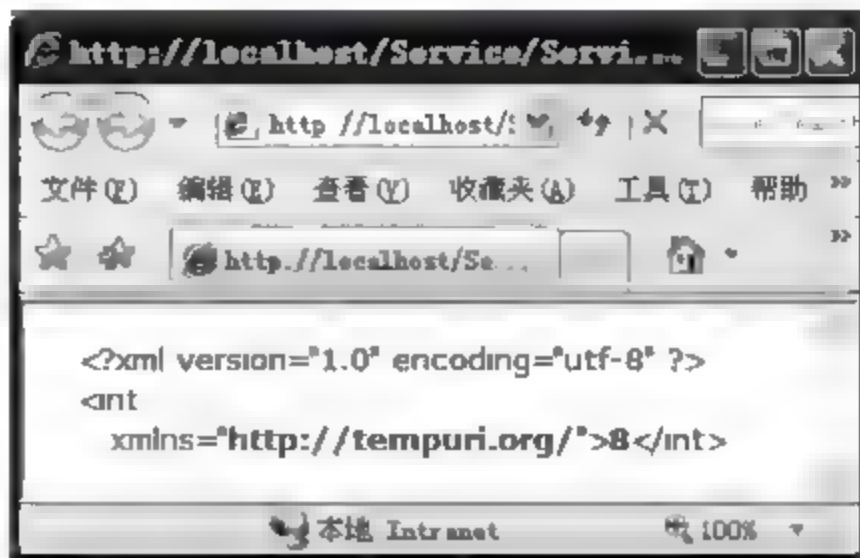 http://localhost/Service/Servi...
http //localhost/
文件(F) 编辑(E) 查看(V) 收藏夹(A) 工具(T) 帮助 »
http.//localhost/Se... »
<?xml version="1.0" encoding="utf-8" ?>
<int
xmlns="http://tempuri.org/">8</int>
本地 Intranet 100%